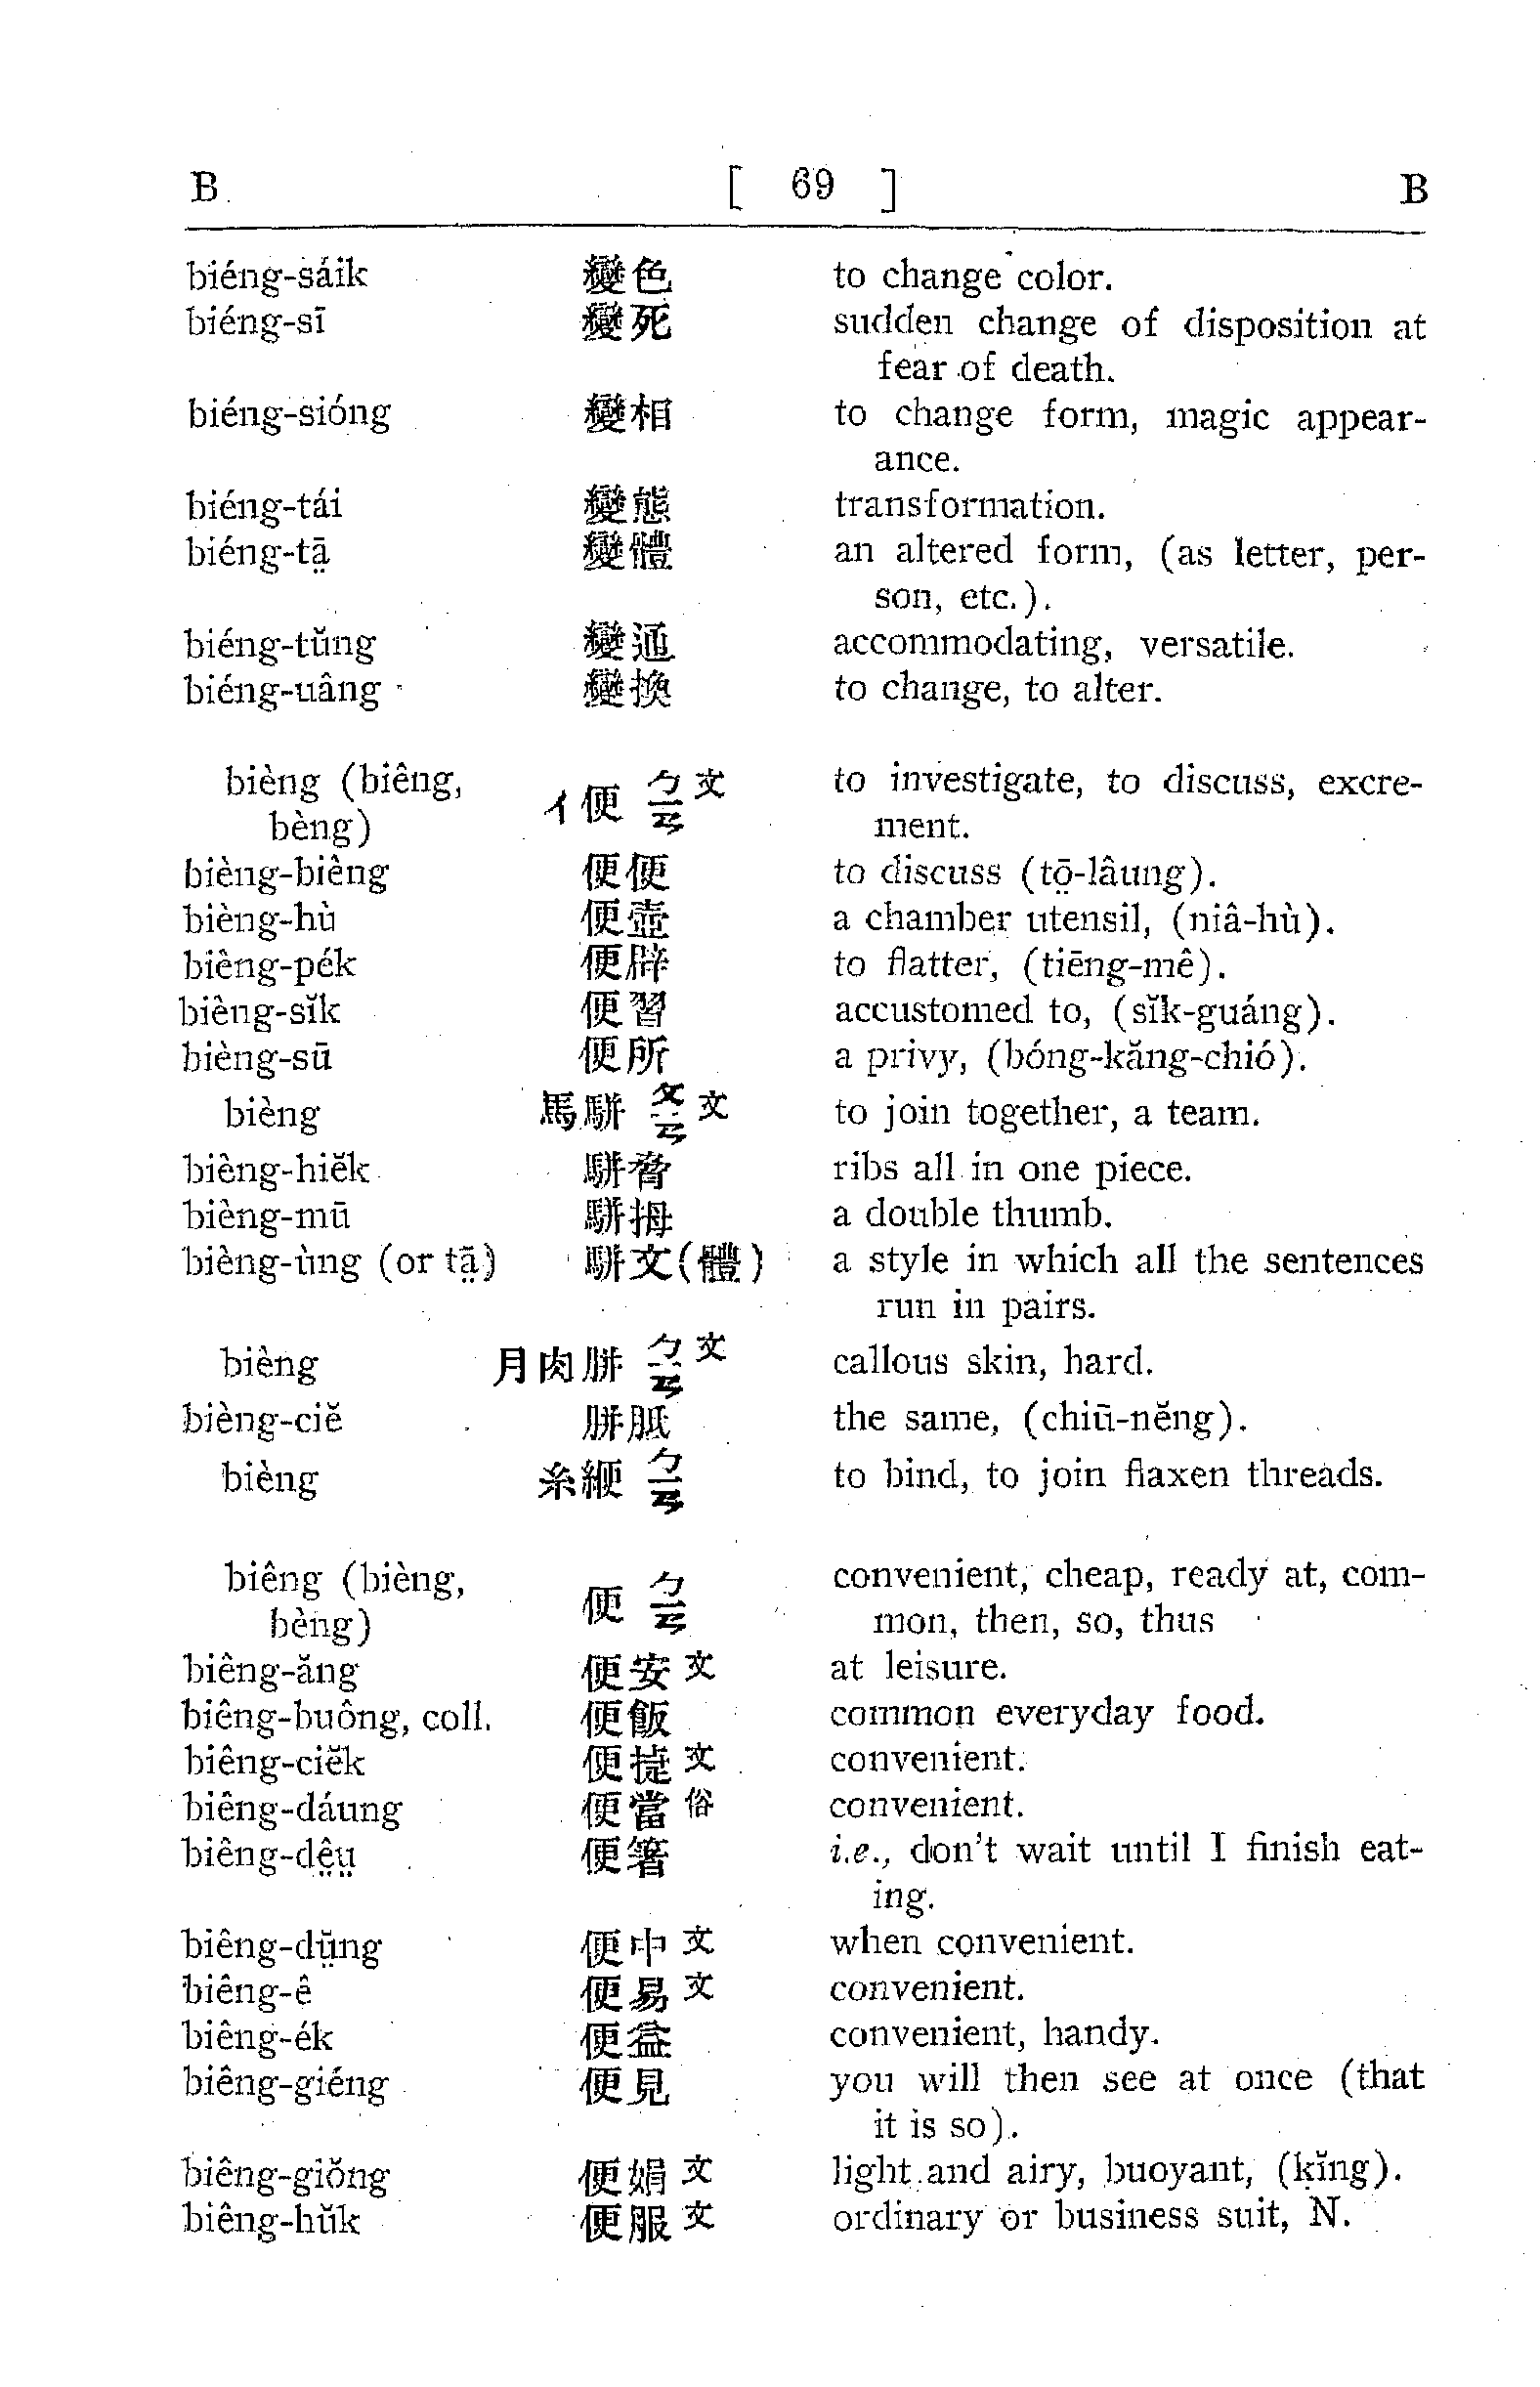 B [ 69 ] B
biéng-sáik 變色 to change color.
biéng-sī 變死 sudden change of disposition at
fear of death.
biéng-sióng 變相 to change form, magic appear-
ance.
biéng-tái 變態 transformation.
biéng-tā̤ 變體 an altered form, (as letter, per-
son, etc.).
biéng-tŭng 變通 accommodating, versatile.
biéng-uâng 變換 to change, to alter.
bièng (biêng, 亻便 ㄅㄧㄢ 文 to investigate, to discuss, excre-
bèng) ment.
bièng-bièng 便便 to discuss (tō̤-lâung).
bièng-hù 便壺 a chamber utensil, (niâ-hù).
bièng-pék 便辟 to flatter, (tiēng-mê).
bièng-sĭk 便習 accustomed to, (sĭk-guáng).
bièng-sū 便所 a privy, (bóng-kăng-chió).
bièng 馬駢 ㄆㄧㄢ 文 to join together, a team.
bièng-hiĕk 駢脅 ribs all in one piece.
bièng-mū 駢拇 a double thumb.
bièng-ùng (or tā̤) 駢文(體) a style in which all the sentences
run in pairs.
bièng 月肉胼 ㄅㄧㄢ 文 callous skin, hard.
bièng-ciĕ 胼胝 the same, (chiū-nĕng).
bièng 糸緶 ㄅㄧㄢ to bind, to join flaxen threads.
biêng (bièng, 便 ㄅㄧㄢ convenient, cheap, ready at, com-
bèng) mon, then, so, thus
biêng-ăng 便安 文 at leisure.
biêng-buông, coll. 便飯 common everyday food.
biêng-ciĕk 便捷 文 convenient.
biêng-dáung 便當 俗 convenient.
biêng-dê̤ṳ 便箸 i.e., don't wait until I finish eat-
ing.
biêng-dṳ̆ng 便中 文 when convenient.
biêng-ê 便易 文 convenient.
biêng-ék 便益 convenient, handy.
biêng-giéng 便見 you will then see at once (that
it is so).
biêng-giŏng 便娟 文 light and airy, buoyant, (kĭng).
biêng-hŭk 便服 文 ordinary or business suit, N.